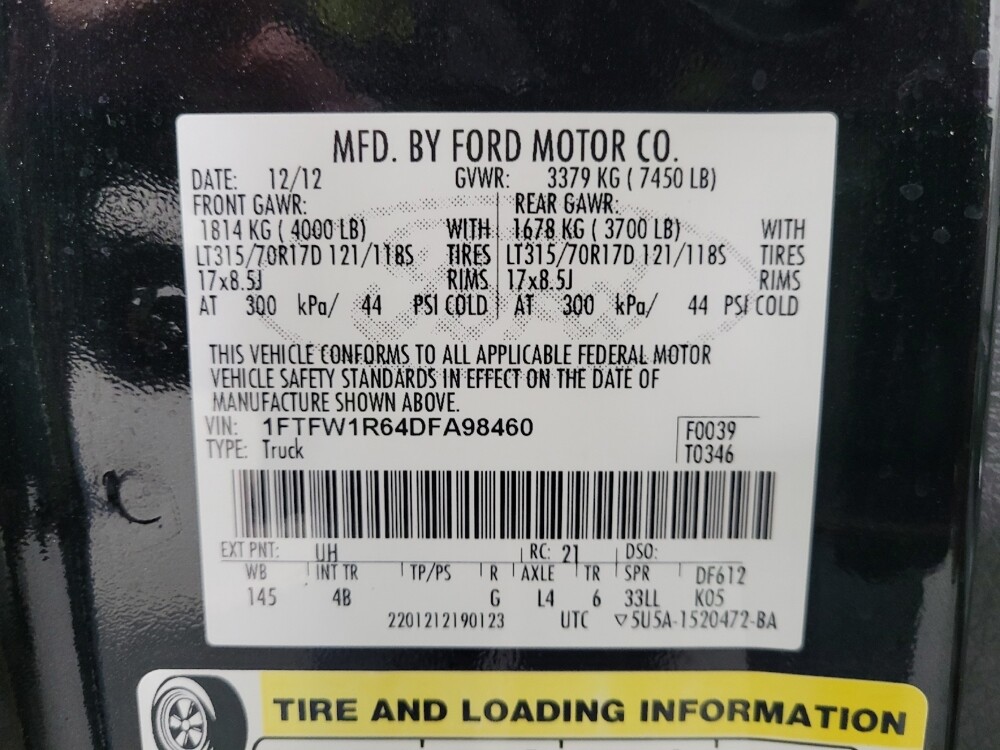 MFD. BY FORD MOTOR CO.
DATE: 12/12 GVWR: 3379 KG ( 7450 LB)
FRONT GAWR: REAR GAWR:
1814 KG ( 4000 LB) WITH 1678 KG ( 3700 LB) WITH
LT315/70R17D 121/118S TIRES LT315/70R17D 121/118S TIRES
17x8.5J RIMS 17x8.5J RIMS
AT 300 kPa/ 44 PSI COLD AT 300 kPa/ 44 PSI COLD
THIS VEHICLE CONFORMS TO ALL APPLICABLE FEDERAL MOTOR
VEHICLE SAFETY STANDARDS IN EFFECT ON THE DATE OF
MANUFACTURE SHOWN ABOVE.
VIN: 1FTFW1R64DFA98460 F0039
TYPE: Truck T0346
EXT PNT: UH RC: 21 DSO:
WB INT TR TP/PS R AXLE TR SPR DF612
145 4B G L4 6 33LL K05
2201212190123 UTC ▽5U5A-1520472-BA
TIRE AND LOADING INFORMATION